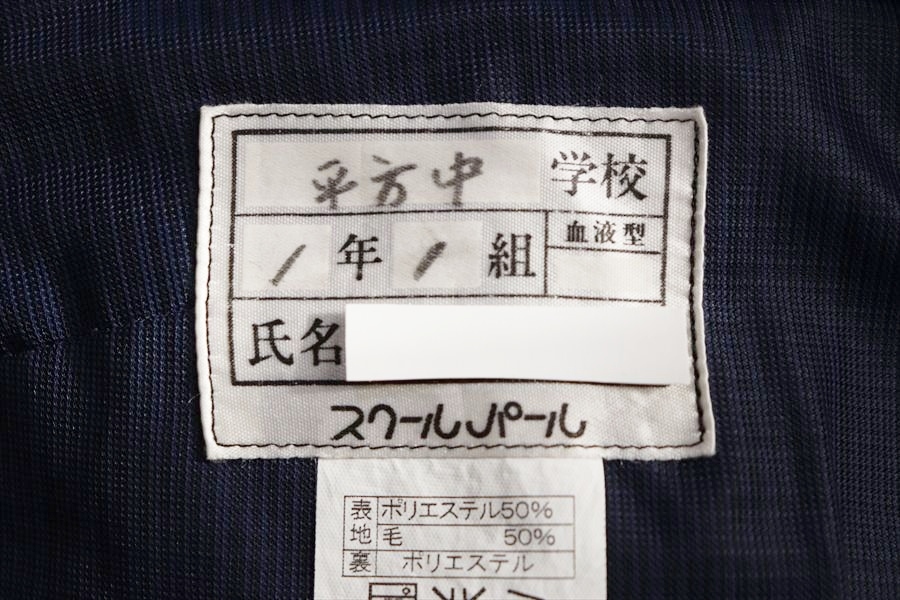 平方中 学校
1年1組 血液型
氏名
スクールパール
表地 ポリエステル50%
毛 50%
裏 ポリエステル